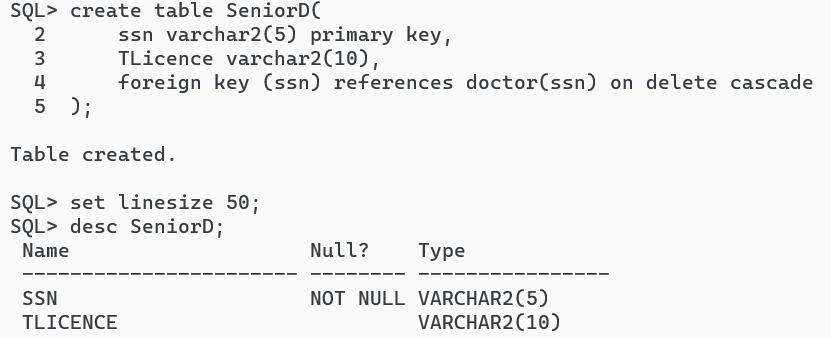 SQL> create table SeniorD(
  2      ssn varchar2(5) primary key,
  3      TLicence varchar2(10),
  4      foreign key (ssn) references doctor(ssn) on delete cascade
  5  );

Table created.

SQL> set linesize 50;
SQL> desc SeniorD;
 Name                    Null?    Type
 ----------------------- -------- ----------------
 SSN                     NOT NULL VARCHAR2(5)
 TLICENCE                         VARCHAR2(10)